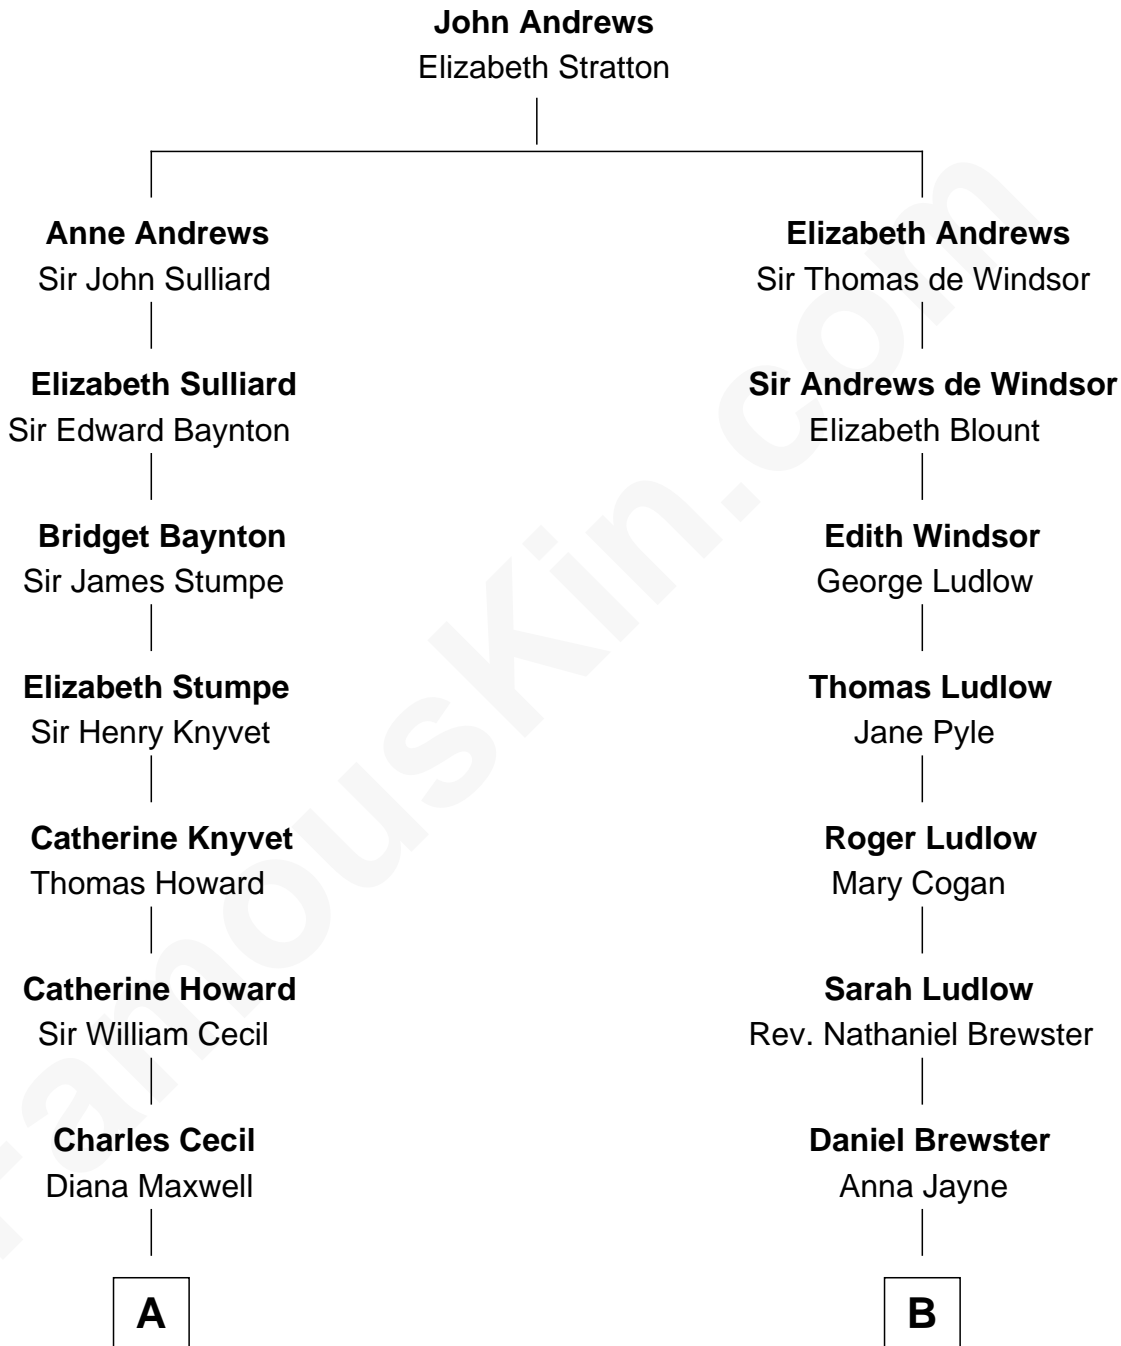 John Andrews
Elizabeth Stratton
Anne Andrews
Sir John Sulliard
Elizabeth Andrews
Sir Thomas de Windsor
Elizabeth Sulliard
Sir Edward Baynton
Sir Andrews de Windsor
Elizabeth Blount
Bridget Baynton
Sir James Stumpe
Edith Windsor
George Ludlow
Elizabeth Stumpe
Sir Henry Knyvet
Thomas Ludlow
Jane Pyle
Catherine Knyvet
Thomas Howard
Roger Ludlow
Mary Cogan
Catherine Howard
Sir William Cecil
Sarah Ludlow
Rev. Nathaniel Brewster
Charles Cecil
Diana Maxwell
Daniel Brewster
Anna Jayne
A
B
FamousKin.com